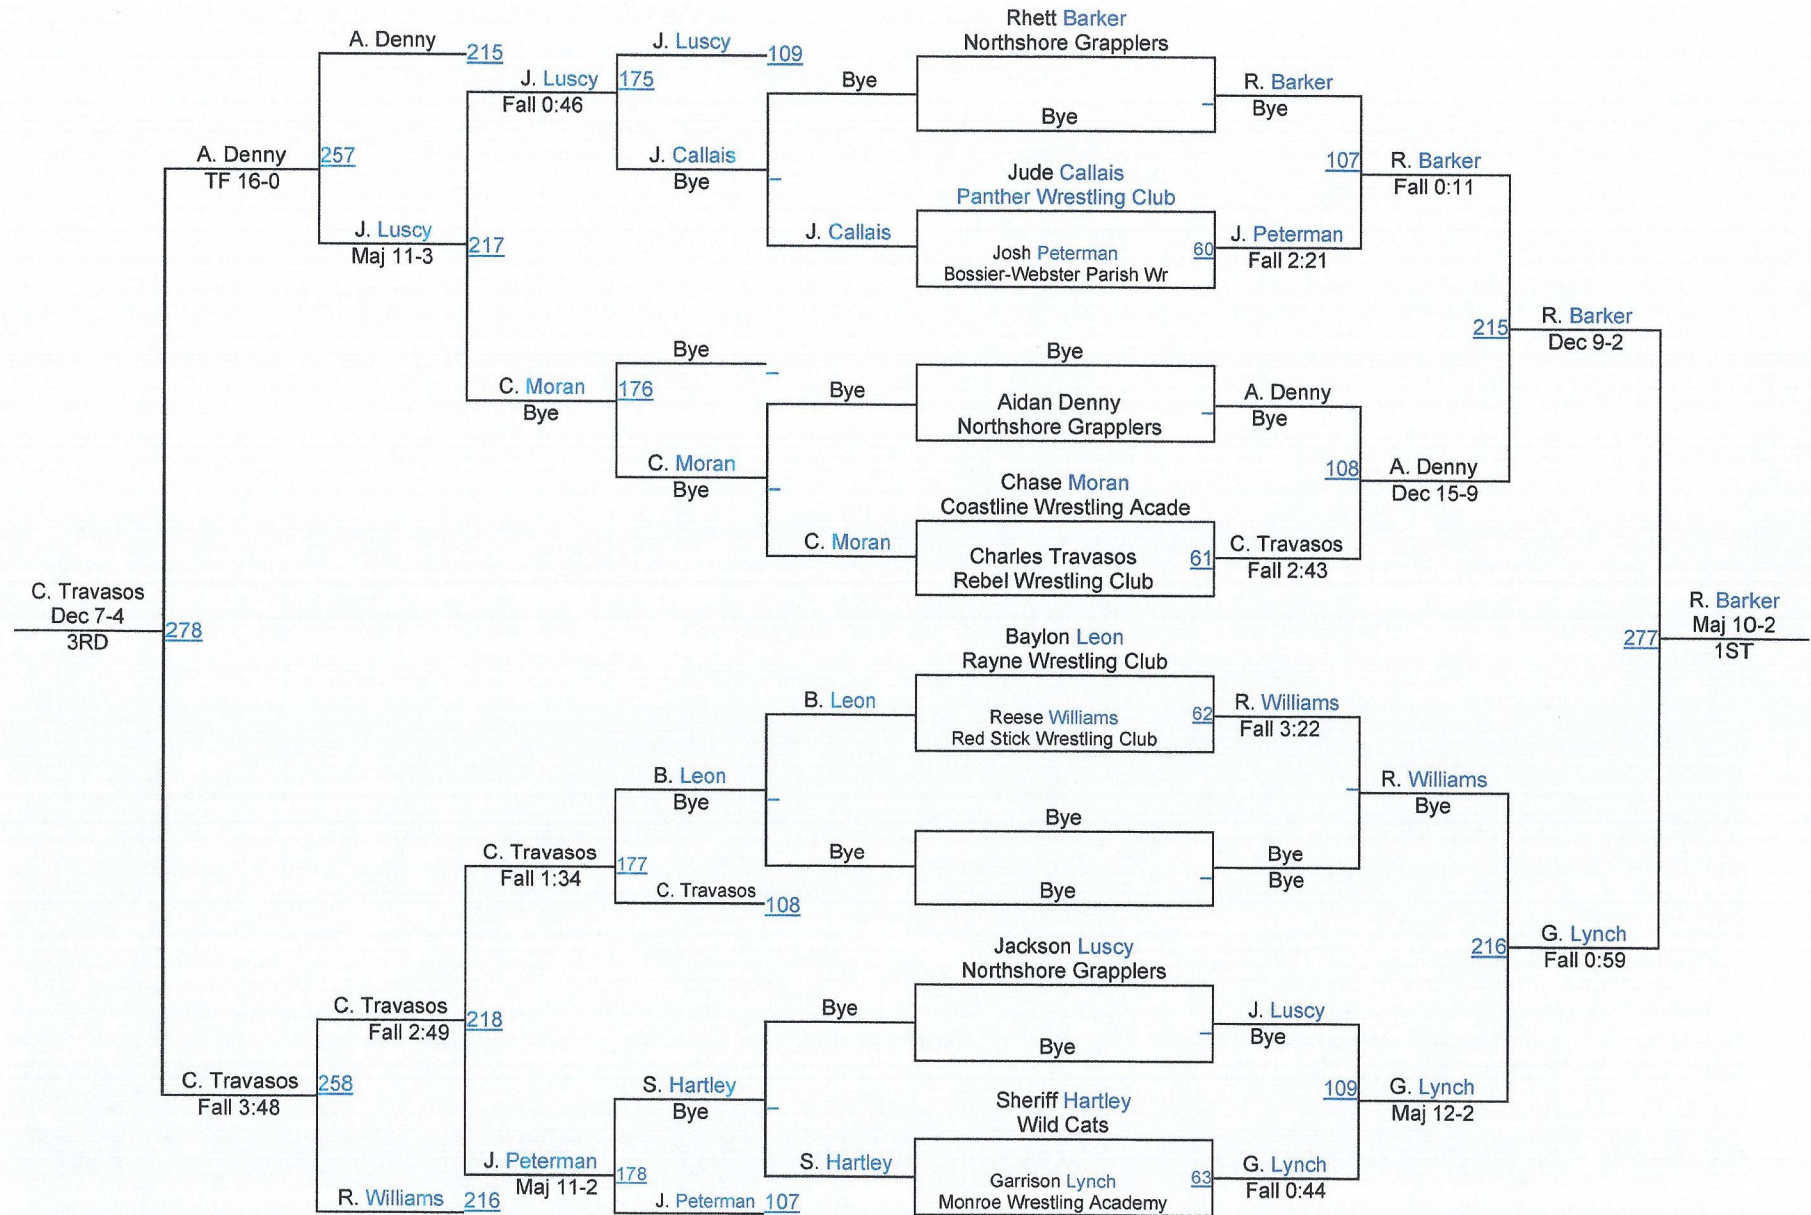 Rhett Barker
Northshore Grapplers
A. Denny
215
J. Luscy
109
J. Luscy
Fall 0:46
175
Bye
Bye
R. Barker
Bye
A. Denny
TF 16-0
257
J. Callais
Bye
107
R. Barker
Fall 0:11
Jude Callais
Panther Wrestling Club
J. Luscy
Maj 11-3
217
J. Callais
Josh Peterman
Bossier-Webster Parish Wr
60
J. Peterman
Fall 2:21
215
R. Barker
Dec 9-2
Bye
Bye
C. Moran
Bye
176
Bye
Aidan Denny
Northshore Grapplers
A. Denny
Bye
C. Moran
Bye
108
A. Denny
Dec 15-9
Chase Moran
Coastline Wrestling Acade
C. Moran
Charles Travasos
Rebel Wrestling Club
61
C. Travasos
Fall 2:43
C. Travasos
Dec 7-4
3RD
278
R. Barker
Maj 10-2
1ST
277
Baylon Leon
Rayne Wrestling Club
B. Leon
Reese Williams
Red Stick Wrestling Club
62
R. Williams
Fall 3:22
B. Leon
Bye
R. Williams
Bye
Bye
C. Travasos
Fall 1:34
177
Bye
Bye
Bye
Bye
C. Travasos
108
216
G. Lynch
Fall 0:59
Jackson Luscy
Northshore Grapplers
C. Travasos
Fall 2:49
218
Bye
Bye
J. Luscy
Bye
C. Travasos
Fall 3:48
258
S. Hartley
Bye
109
G. Lynch
Maj 12-2
Sheriff Hartley
Wild Cats
J. Peterman
Maj 11-2
178
S. Hartley
Garrison Lynch
Monroe Wrestling Academy
63
G. Lynch
Fall 0:44
R. Williams
216
J. Peterman
107